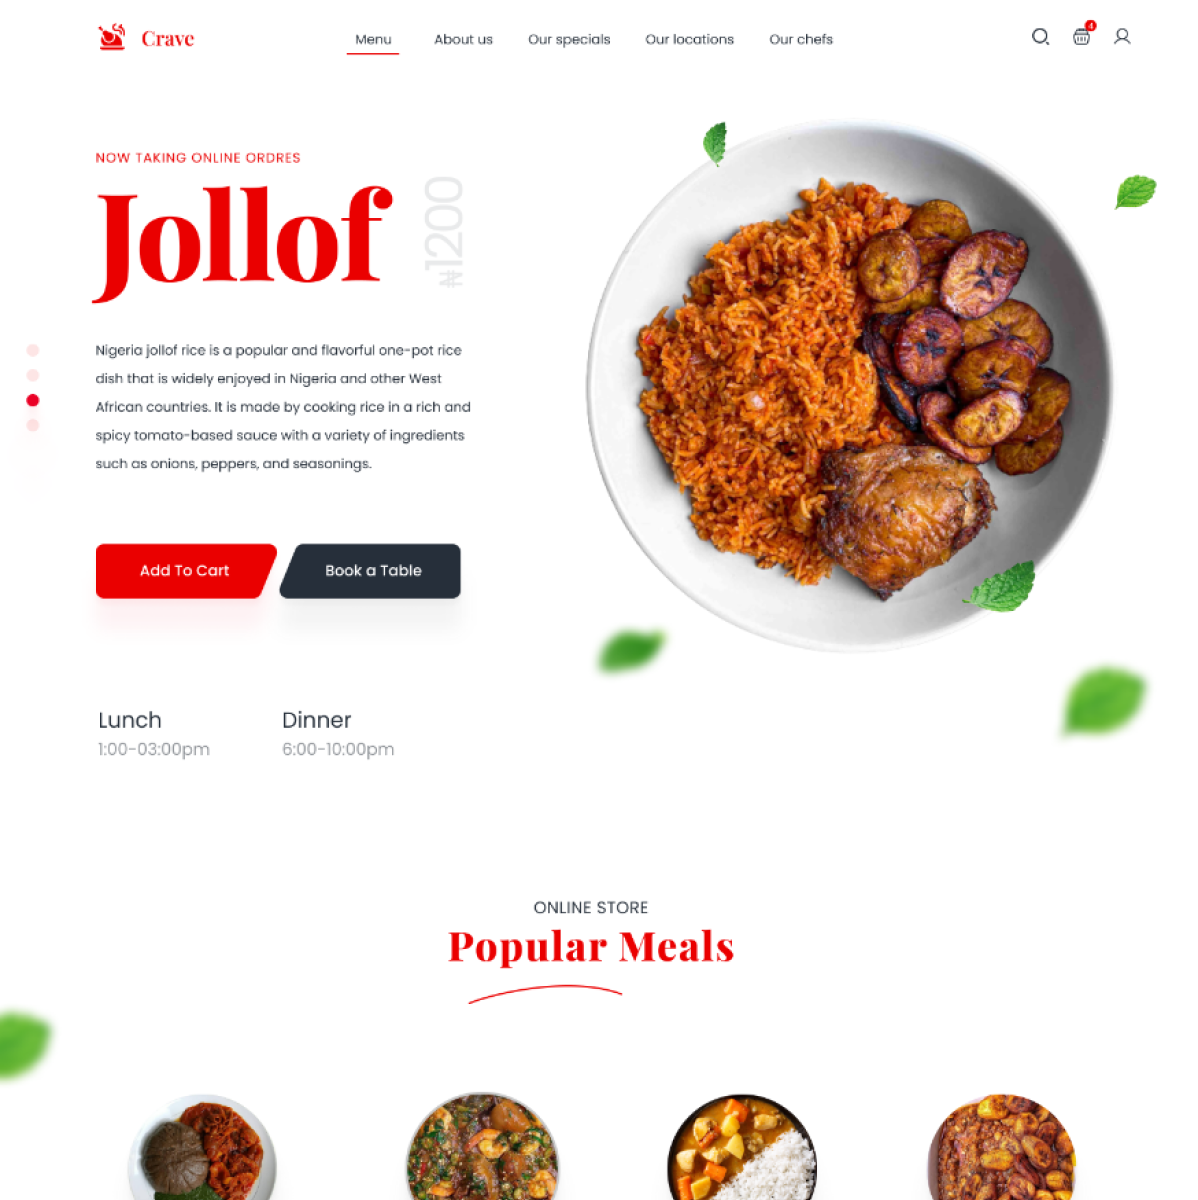 Crave
Menu
About us
Our specials
Our locations
Our chefs
4
NOW TAKING ONLINE ORDRES
Jollof
₦1200
Nigeria jollof rice is a popular and flavorful one-pot rice
dish that is widely enjoyed in Nigeria and other West
African countries. It is made by cooking rice in a rich and
spicy tomato-based sauce with a variety of ingredients
such as onions, peppers, and seasonings.
Add To Cart
Book a Table
Lunch
Dinner
1:00-03:00pm
6:00-10:00pm
ONLINE STORE
Popular Meals